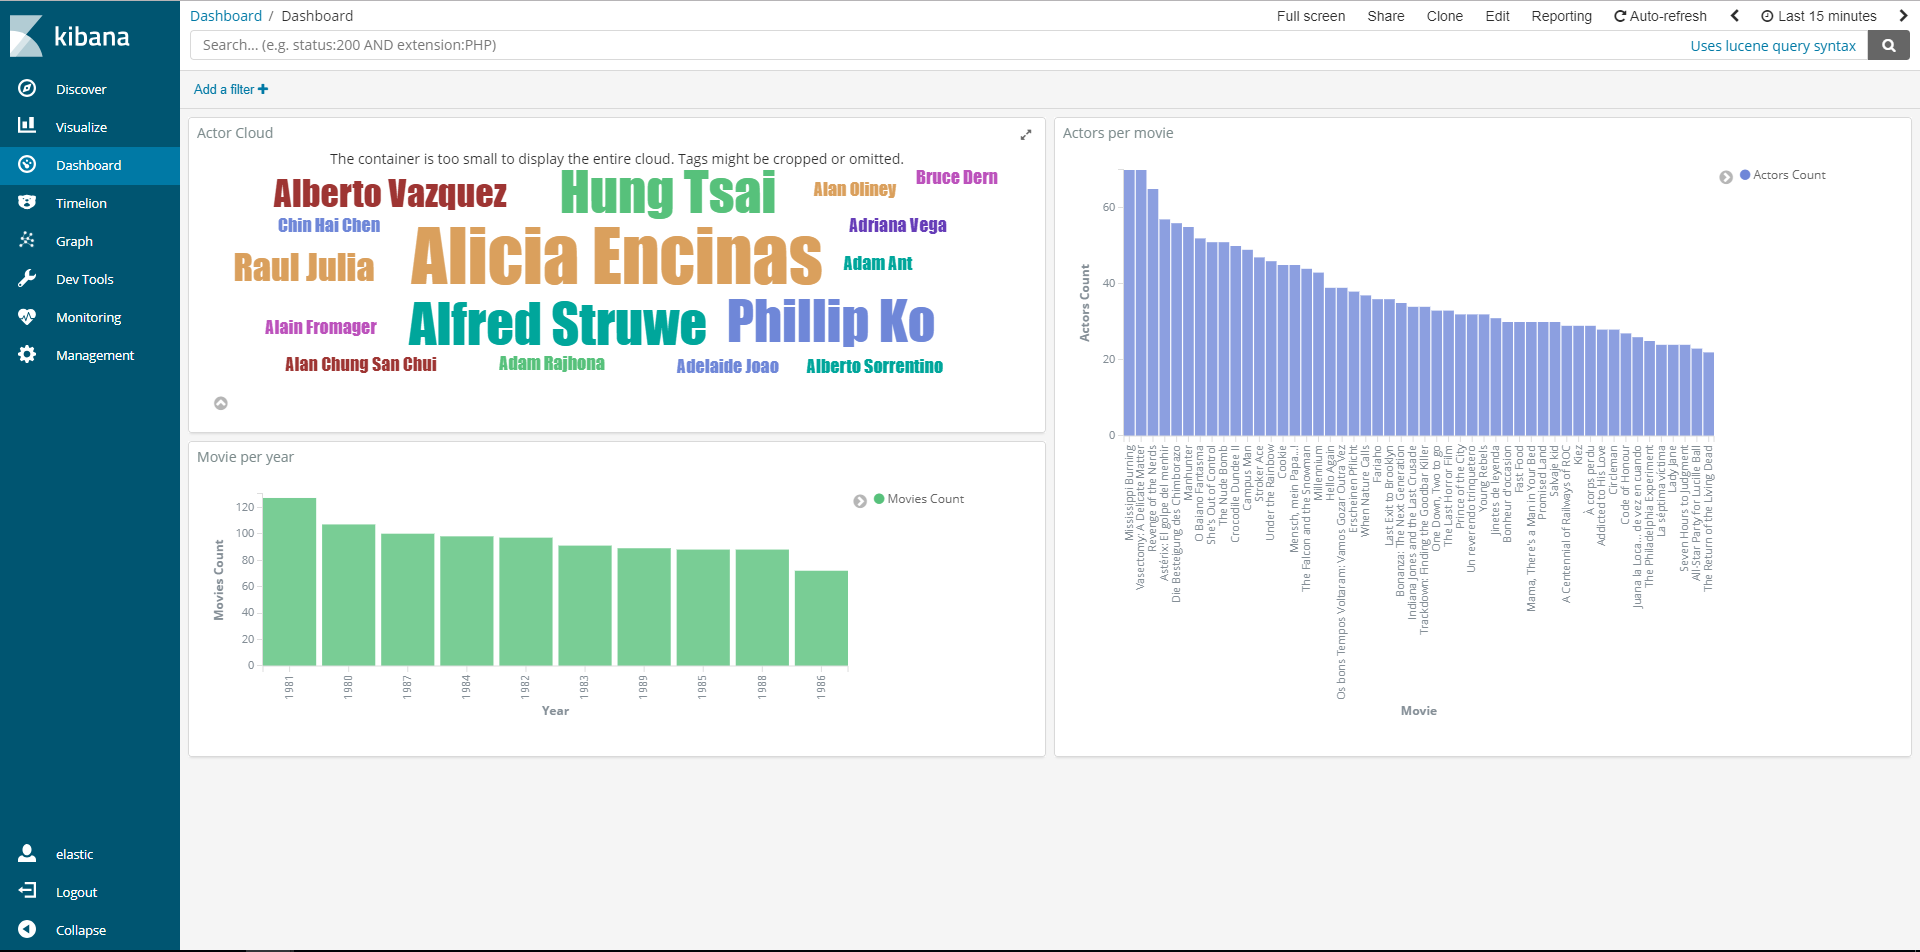 kibana
Discover
Visualize
Dashboard
Timelion
Graph
Dev Tools
Monitoring
Management
elastic
Logout
Collapse
Dashboard / Dashboard
Full screen Share Clone Edit Reporting Auto-refresh Last 15 minutes
Search... (e.g. status:200 AND extension:PHP)
Uses lucene query syntax
Add a filter
Actor Cloud
The container is too small to display the entire cloud. Tags might be cropped or omitted.
Alberto Vazquez
Hung Tsai
Alan Oliney
Bruce Dern
Chin Hai Chen
Adriana Vega
Raul Julia
Alicia Encinas
Adam Ant
Alain Fromager
Alfred Struwe
Phillip Ko
Alan Chung San Chui
Adam Rajhona
Adelaide Joao
Alberto Sorrentino
Movie per year
Movies Count
120
100
80
60
40
20
0
Movies Count
1981
1980
1987
1984
1982
1983
1989
1985
1988
1986
Year
Actors per movie
Actors Count
60
40
20
0
Actors Count
Mississippi Burning
Vasectomy: A Delicate Matter
Revenge of the Nerds
Astérix: El golpe del menhir
Die Besteigung des Chimborazo
Manhunter
O Baiano Fantasma
She's Out of Control
The Nude Bomb
Crocodile Dundee II
Campus Man
Stroker Ace
Under the Rainbow
Cookie
Mensch, mein Papa...!
The Falcon and the Snowman
Millennium
Hello Again
Os bons Tempos Voltaram: Vamos Gozar Outra Vez
Erscheinen Pflicht
When Nature Calls
Fariaho
Last Exit to Brooklyn
Bonanza: The Next Generation
Indiana Jones and the Last Crusade
Trackdown: Finding the Goodbar Killer
One Down, Two to go
The Last Horror Film
Prince of the City
Un reverendo trinquetero
Young Rebels
Jinetes de leyenda
Bonheur d'occasion
Fast Food
Mama, There's a Man in Your Bed
Promised Land
Salvaje kid
A Centennial of Railways of ROC
Klez
À corps perdu
Addicted to His Love
Circleman
Code of Honour
Juana la Loca... de vez en cuando
The Philadelphia Experiment
La séptima víctima
Lady Jane
Seven Hours to Judgment
All-Star Party for Lucille Ball
The Return of the Living Dead
Movie